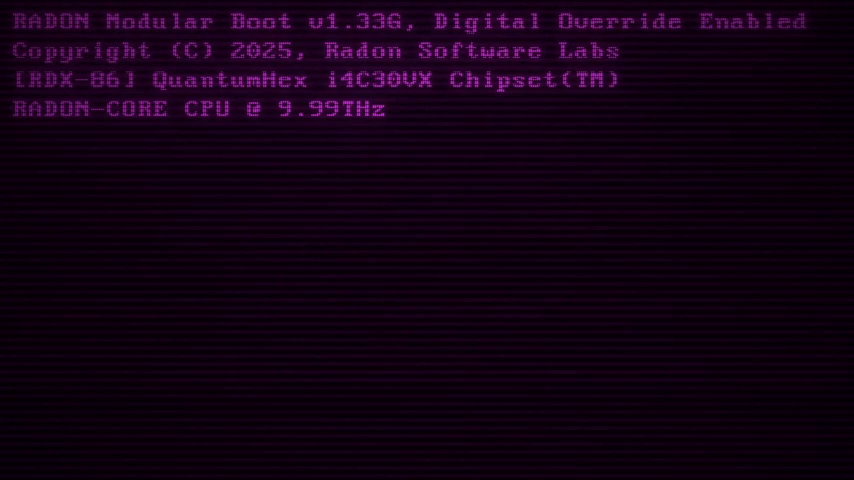 RADON Modular Boot v1.33G, Digital Override Enabled
Copyright (C) 2025, Radon Software Labs
[RDX-86] QuantumHex i4C30VX Chipset(TM)
RADON-CORE CPU @ 9.99THz